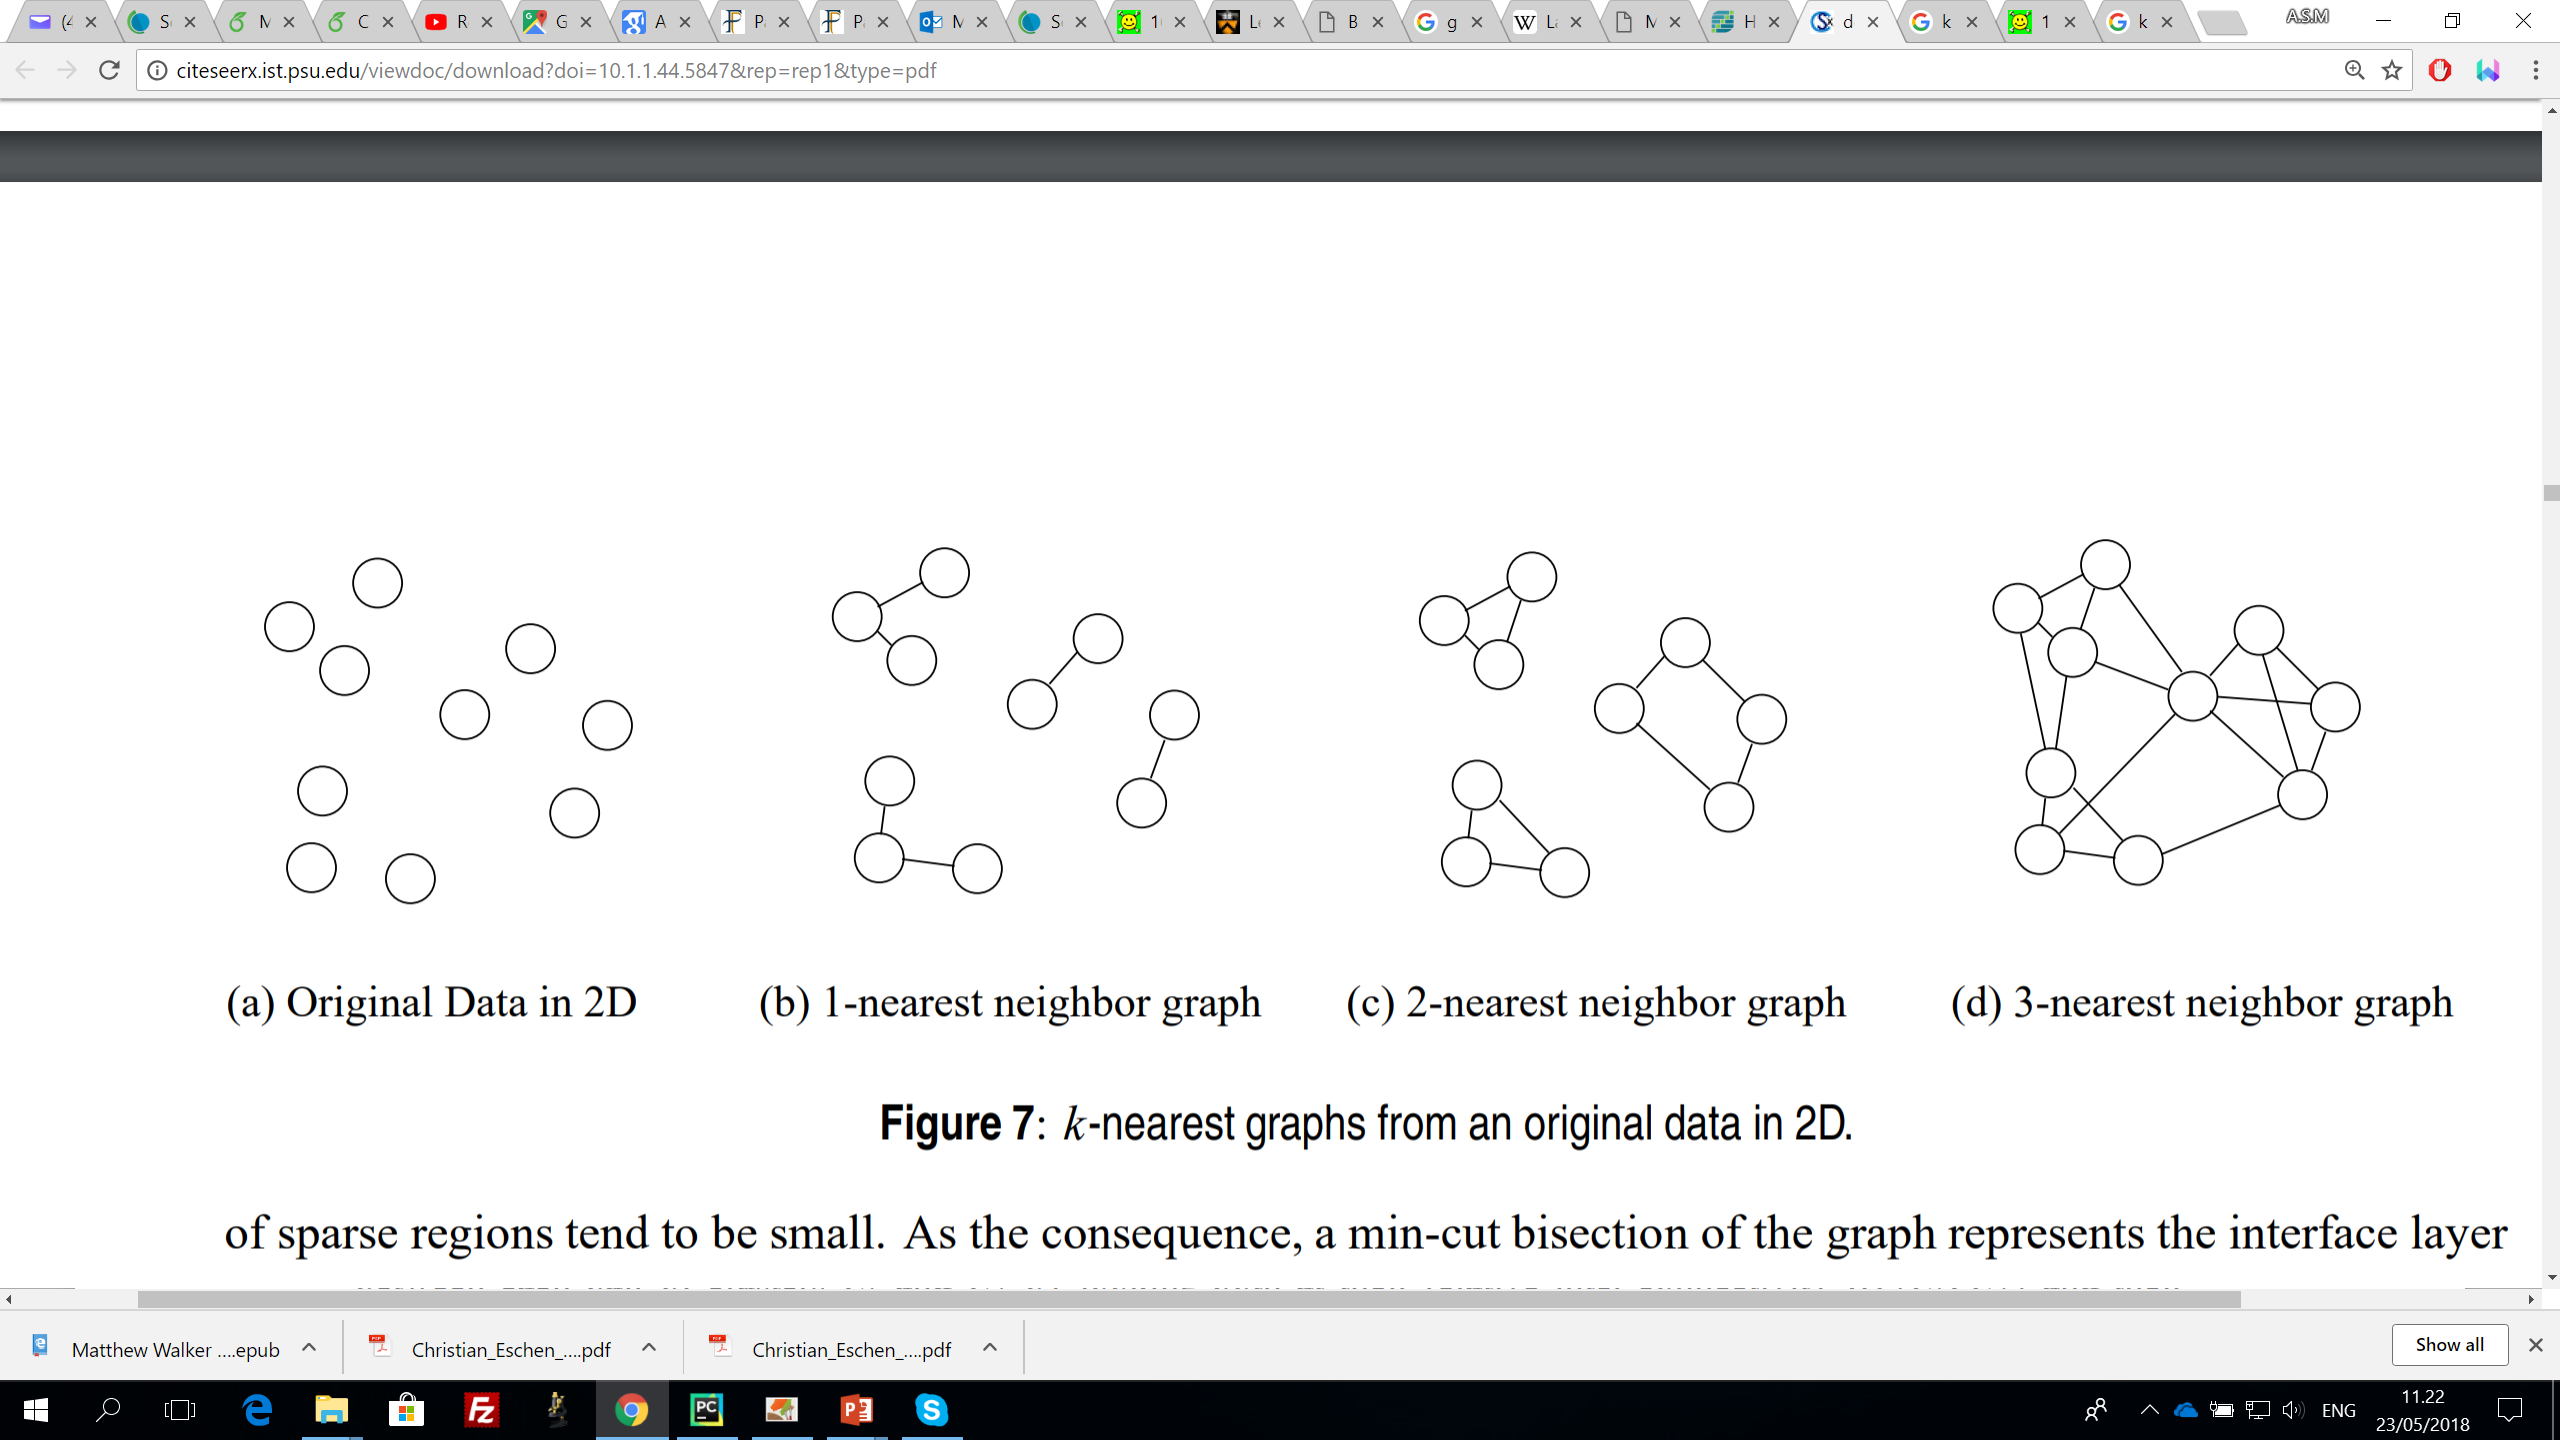 (4 S M C R G A P P M S 1 L B g W L M H d k 1 k A.S.M
citeseerx.ist.psu.edu/viewdoc/download?doi=10.1.1.44.5847&rep=rep1&type=pdf
(a) Original Data in 2D
(b) 1-nearest neighbor graph
(c) 2-nearest neighbor graph
(d) 3-nearest neighbor graph
Figure 7: k-nearest graphs from an original data in 2D.
of sparse regions tend to be small. As the consequence, a min-cut bisection of the graph represents the interface layer
Matthew Walker ....epub
Christian_Eschen_....pdf
Christian_Eschen_....pdf
Show all
ENG
11.22
23/05/2018